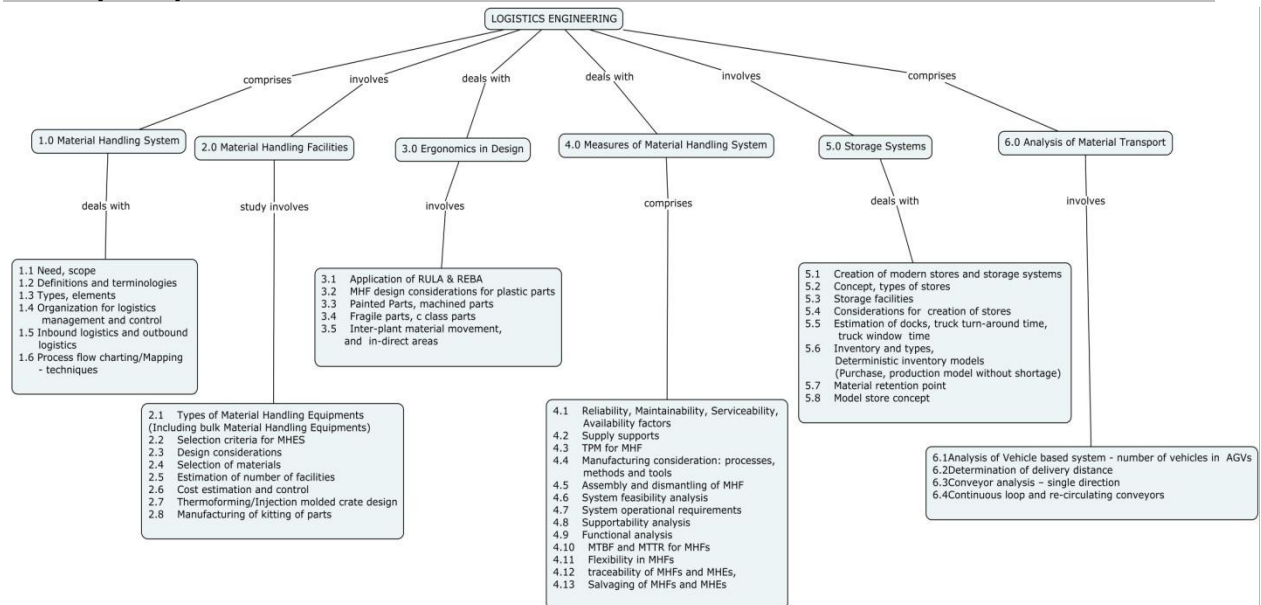 LOGISTICS ENGINEERING
comprises
involves
deals with
deals with
involves
comprises
1.0 Material Handling System
2.0 Material Handling Facilities
3.0 Ergonomics in Design
4.0 Measures of Material Handling System
5.0 Storage Systems
6.0 Analysis of Material Transport
deals with
study involves
involves
comprises
deals with
involves
1.1 Need, scope
1.2 Definitions and terminologies
1.3 Types, elements
1.4 Organization for logistics
management and control
1.5 Inbound logistics and outbound
logistics
1.6 Process flow charting/Mapping
- techniques
2.1 Types of Material Handling Equipments
(Including bulk Material Handling Equipments)
2.2 Selection criteria for MHES
2.3 Design considerations
2.4 Selection of materials
2.5 Estimation of number of facilities
2.6 Cost estimation and control
2.7 Thermoforming/Injection molded crate design
2.8 Manufacturing of kitting of parts
3.1 Application of RULA & REBA
3.2 MHF design considerations for plastic parts
3.3 Painted Parts, machined parts
3.4 Fragile parts, c class parts
3.5 Inter-plant material movement,
and in-direct areas
4.1 Reliability, Maintainability, Serviceability,
Availability factors
4.2 Supply supports
4.3 TPM for MHF
4.4 Manufacturing consideration: processes,
methods and tools
4.5 Assembly and dismantling of MHF
4.6 System feasibility analysis
4.7 System operational requirements
4.8 Supportability analysis
4.9 Functional analysis
4.10 MTBF and MTTR for MHFs
4.11 Flexibility in MHFs
4.12 traceability of MHFs and MHEs,
4.13 Salvaging of MHFs and MHEs
5.1 Creation of modern stores and storage systems
5.2 Concept, types of stores
5.3 Storage facilities
5.4 Considerations for creation of stores
5.5 Estimation of docks, truck turn-around time,
truck window time
5.6 Inventory and types,
Deterministic inventory models
(Purchase, production model without shortage)
5.7 Material retention point
5.8 Model store concept
6.1Analysis of Vehicle based system - number of vehicles in AGVs
6.2Determination of delivery distance
6.3Conveyor analysis – single direction
6.4Continuous loop and re-circulating conveyors